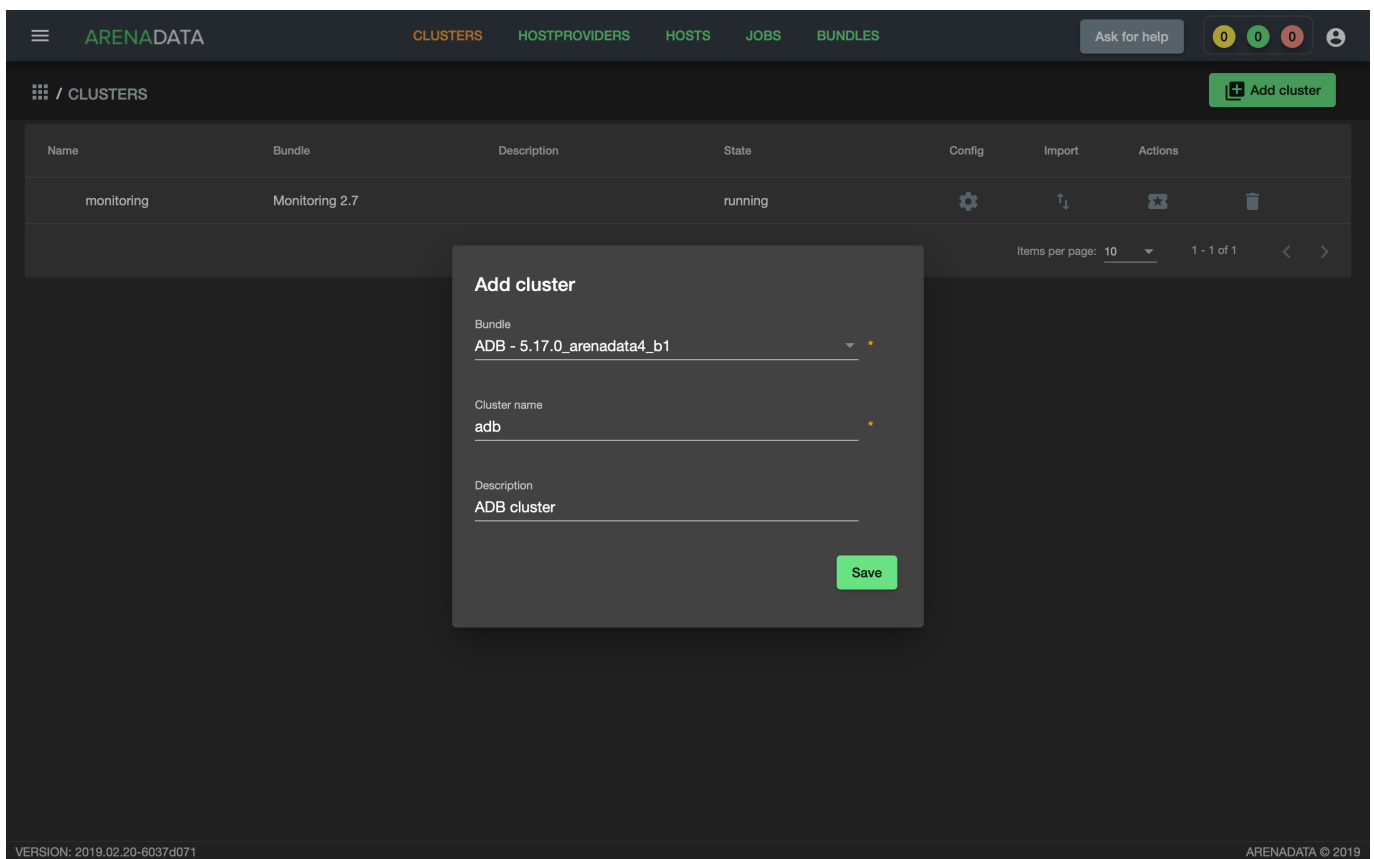 ARENADATA CLUSTERS HOSTPROVIDERS HOSTS JOBS BUNDLES Ask for help 0 0 0
/ CLUSTERS Add cluster
Name Bundle Description State Config Import Actions
monitoring Monitoring 2.7 running
Items per page: 10 1 - 1 of 1
Add cluster
Bundle
ADB - 5.17.0_arenadata4_b1 *
Cluster name
adb *
Description
ADB cluster
Save
VERSION: 2019.02.20-6037d071 ARENADATA © 2019